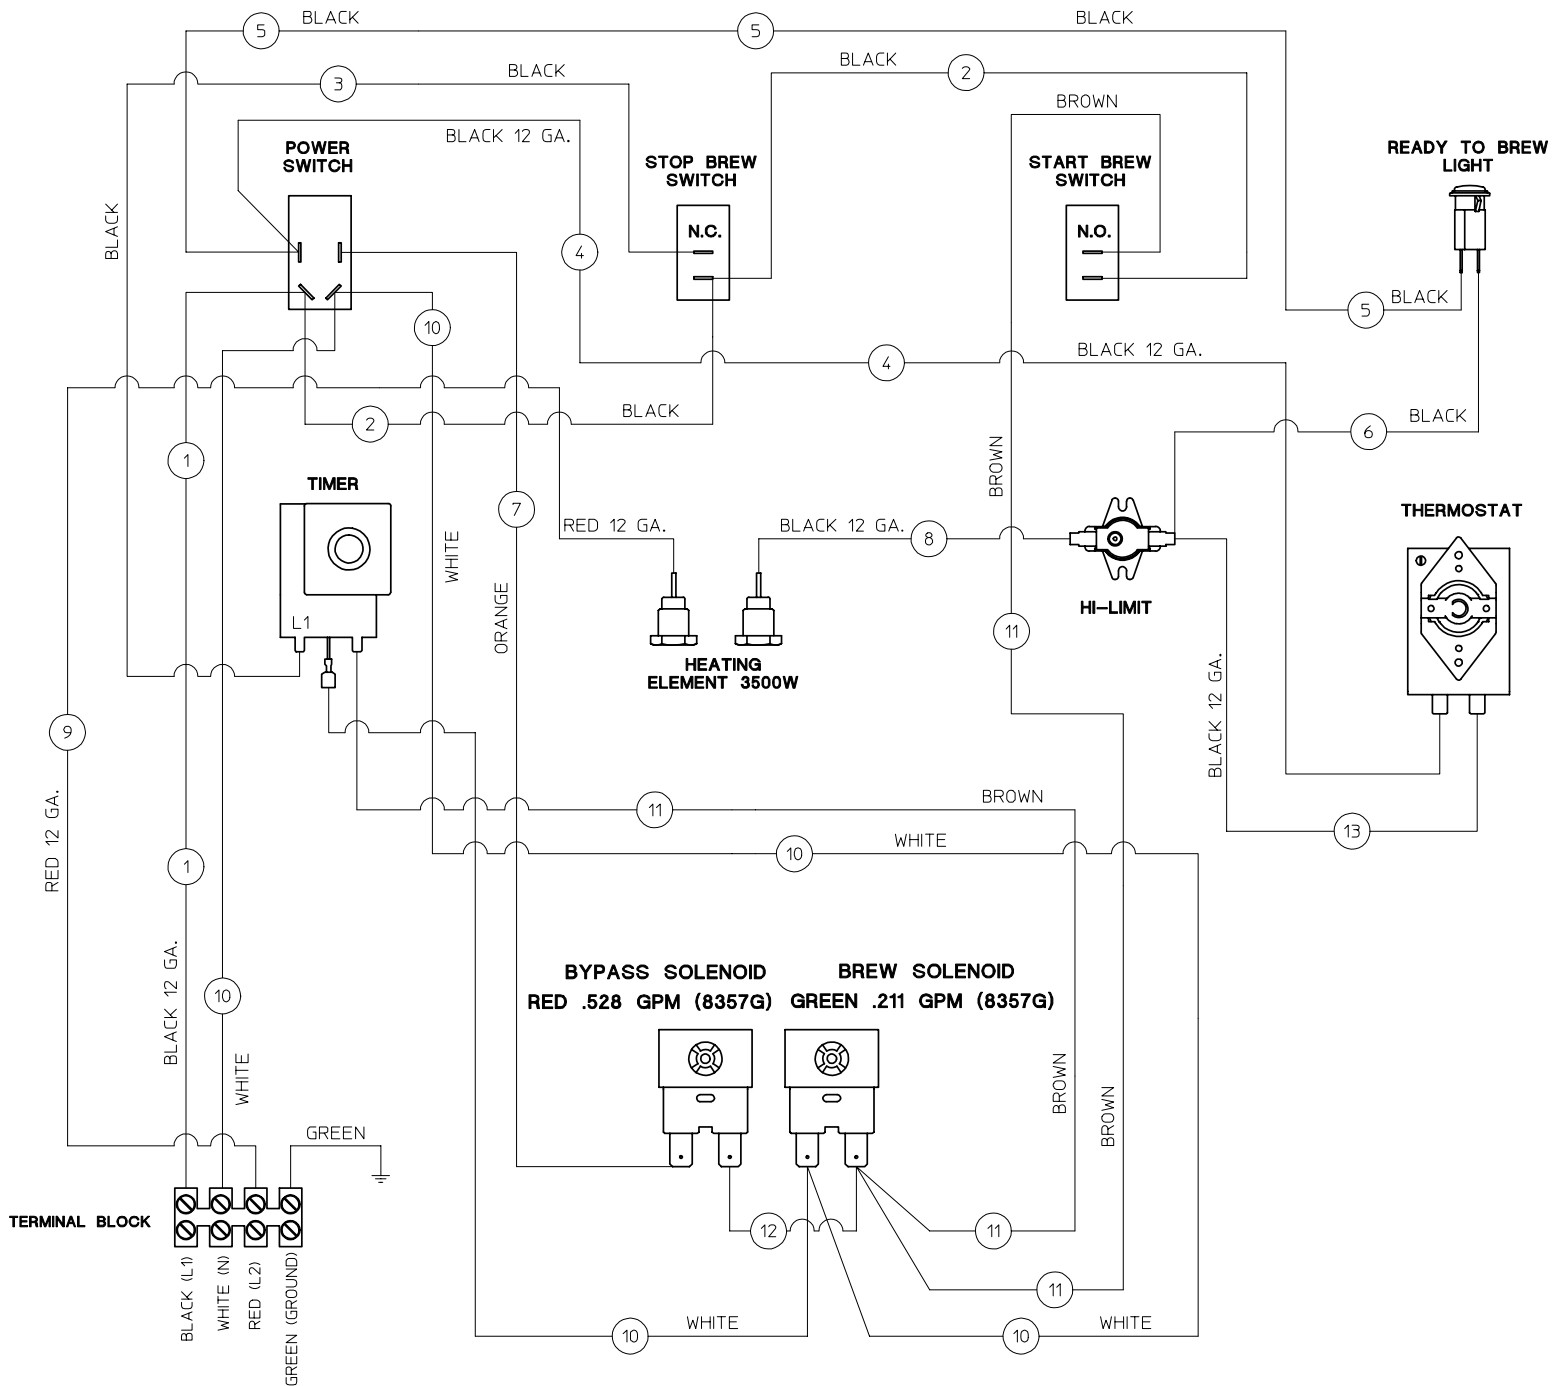 5
BLACK
5
BLACK
3
BLACK
BLACK
2
BROWN
BLACK 12 GA.
POWER
SWITCH
STOP BREW
SWITCH
START BREW
SWITCH
READY TO BREW
LIGHT
BLACK
N.C.
N.O.
4
5
BLACK
10
4
BLACK 12 GA.
2
BLACK
6
BLACK
1
TIMER
7
WHITE
RED 12 GA.
BLACK 12 GA.
8
BROWN
THERMOSTAT
ORANGE
HI-LIMIT
L1
11
HEATING
ELEMENT 3500W
BLACK 12 GA.
9
11
BROWN
13
RED 12 GA.
1
10
WHITE
BLACK 12 GA.
10
WHITE
BYPASS SOLENOID
RED .528 GPM (8357G)
BREW SOLENOID
GREEN .211 GPM (8357G)
BROWN
BROWN
GREEN
TERMINAL BLOCK
12
11
11
BLACK (L1)
WHITE (N)
RED (L2)
GREEN (GROUND)
10
WHITE
10
WHITE